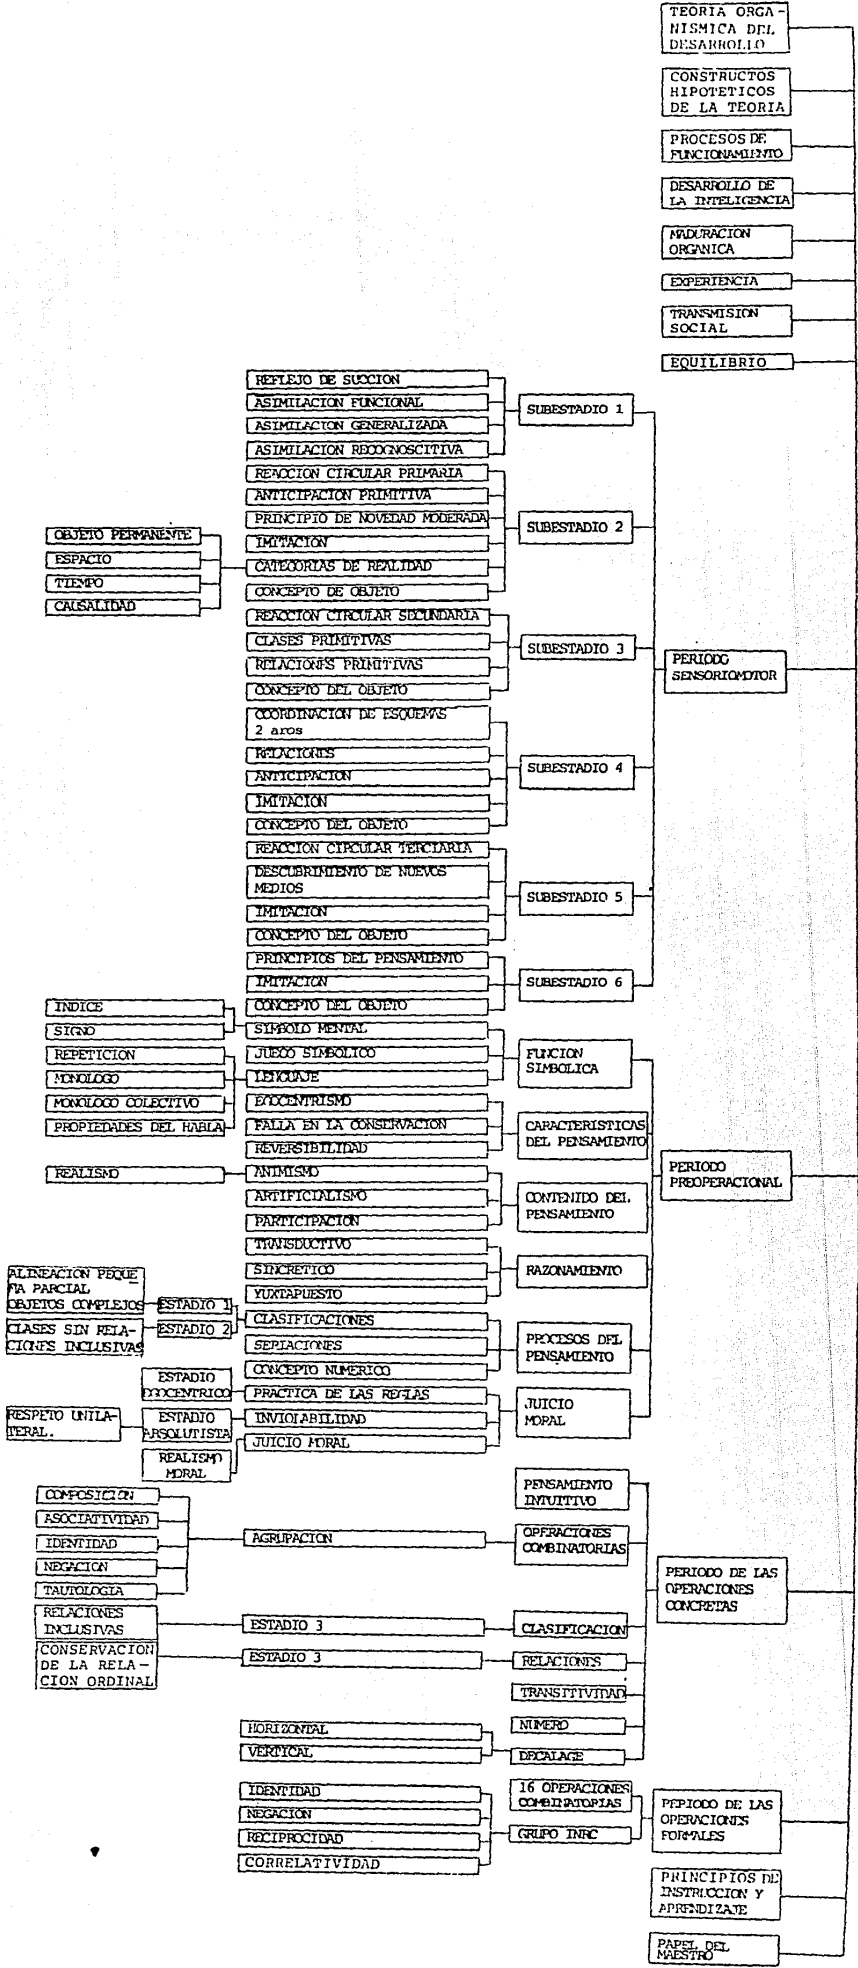 TEORIA ORGA-
NISMICA DEL
DESARROLLO
CONSTRUCTOS
HIPOTETICOS
DE LA TEORIA
PROCESOS DE
FUNCIONAMIENTO
DESARROLLO DE
LA INTELIGENCIA
MADURACION
ORGANICA
EXPERIENCIA
TRANSMISION
SOCIAL
EQUILIBRIO
REFLEJO DE SUCCION
ASIMILACION FUNCIONAL
ASIMILACION GENERALIZADA
ASIMILACION RECOGNOSCITIVA
SUBESTADIO 1
REACCION CIRCULAR PRIMARIA
ANTICIPACION PRIMITIVA
PRINCIPIO DE NOVEDAD MODERADA
IMITACION
CATEGORIAS DE REALIDAD
CONCEPTO DE OBJETO
SUBESTADIO 2
OBJETO PERMANENTE
ESPACIO
TIEMPO
CAUSALIDAD
REACCION CIRCULAR SECUNDARIA
CLASES PRIMITIVAS
RELACIONES PRIMITIVAS
CONCEPTO DEL OBJETO
SUBESTADIO 3
PERIODO
SENSORIOMOTOR
COORDINACION DE ESQUEMAS
2 aros
RELACIONES
ANTICIPACION
IMITACION
CONCEPTO DEL OBJETO
SUBESTADIO 4
REACCION CIRCULAR TERCIARIA
DESCUBRIMIENTO DE NUEVOS
MEDIOS
IMITACION
CONCEPTO DEL OBJETO
SUBESTADIO 5
PRINCIPIOS DEL PENSAMIENTO
IMITACION
CONCEPTO DEL OBJETO
SUBESTADIO 6
INDICE
SIGNO
SIMBOLO MENTAL
JUEGO SIMBOLICO
LENGUAJE
FUNCION
SIMBOLICA
REPETICION
MONOLOGO
MONOLOGO COLECTIVO
PROPIEDADES DEL HABLA
EGOCENTRISMO
FALLA EN LA CONSERVACION
REVERSIBILIDAD
CARACTERISTICAS
DEL PENSAMIENTO
PERIODO
PREOPERACIONAL
REALISMO
ANIMISMO
ARTIFICIALISMO
PARTICIPACION
CONTENIDO DEL
PENSAMIENTO
TRANSDUCTIVO
SINCRETICO
YUXTAPUESTO
RAZONAMIENTO
ALINEACION PEQUE
ÑA PARCIAL
OBJETOS COMPLEJOS
ESTADIO 1
CLASES SIN RELA-
CIONES INCLUSIVAS
ESTADIO 2
CLASIFICACIONES
SERIACIONES
CONCEPTO NUMERICO
PROCESOS DEL
PENSAMIENTO
ESTADIO
EGOCENTRICO
PRACTICA DE LAS REGLAS
RESPETO UNILA-
TERAL.
ESTADIO
ABSOLUTISTA
INVIOLABILIDAD
REALISMO
MORAL
JUICIO MORAL
JUICIO
MORAL
PENSAMIENTO
INTUITIVO
COMPOSICION
ASOCIATIVIDAD
IDENTIDAD
NEGACION
TAUTOLOGIA
AGRUPACION
OPERACIONES
COMBINATORIAS
PERIODO DE LAS
OPERACIONES
CONCRETAS
RELACIONES
INCLUSIVAS
ESTADIO 3
CLASIFICACION
CONSERVACION
DE LA RELA-
CION ORDINAL
ESTADIO 3
RELACIONES
TRANSITIVIDAD
NUMERO
HORIZONTAL
VERTICAL
DECALAGE
16 OPERACIONES
COMBINATORIAS
IDENTIDAD
NEGACION
RECIPROCIDAD
CORRELATIVIDAD
GRUPO INRC
PERIODO DE LAS
OPERACIONES
FORMALES
PRINCIPIOS DE
INSTRUCCION Y
APRENDIZAJE
PAPEL DEL
MAESTRO